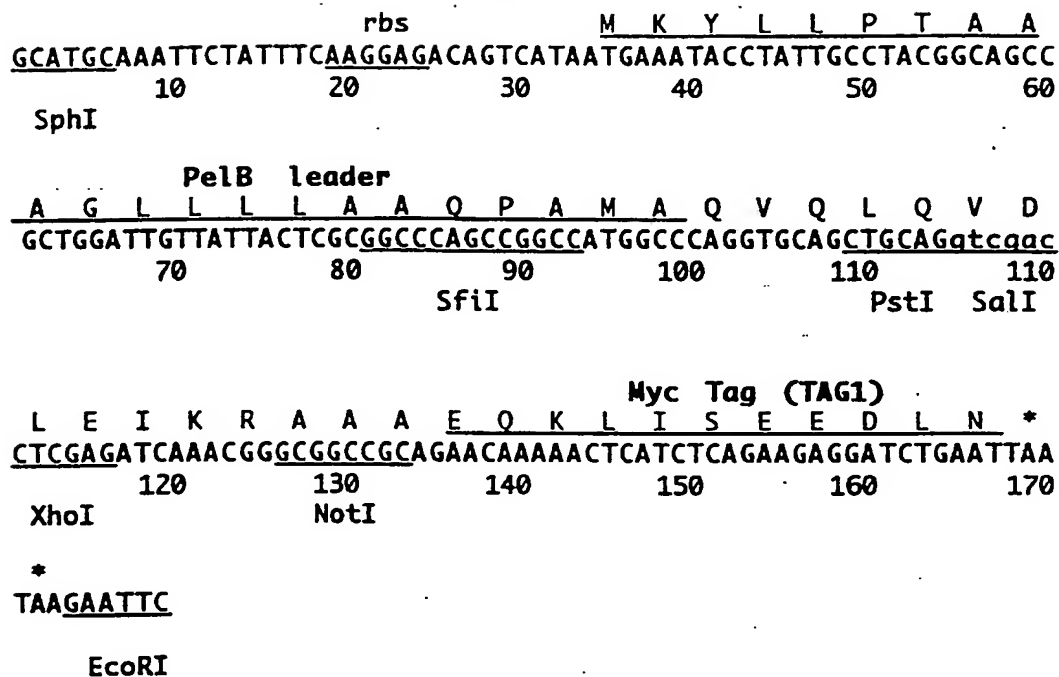 rbs
M K Y L L P T A A
GCATGCAAATTCTATTTCAAGGAGACAGTCATAATGAAATACCTATTGCCTACGGCAGCC
10 20 30 40 50 60
SphI
PelB leader
A G L L L L A A Q P A M A Q V Q L Q V D
GCTGGATTGTTATTACTCGCGGCCCAGCCGGCCATGGCCCAGGTGCAGCTGCAGgtcgac
70 80 90 100 110 110
SfiI PstI SalI
Myc Tag (TAG1)
L E I K R A A A E Q K L I S E E D L N *
CTCGAGATCAAACGGGCGGCCGCAGAACAAAAACTCATCTCAGAAGAGGATCTGAATTAA
120 130 140 150 160 170
XhoI NotI
*
TAAGAATTC
EcoRI